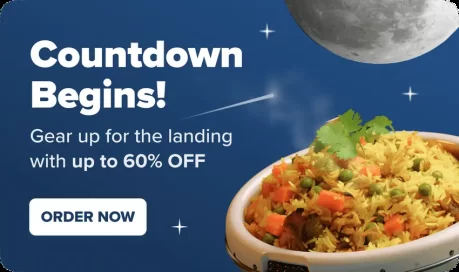 Countdown
Begins!
Gear up for the landing
with up to 60% OFF
ORDER NOW